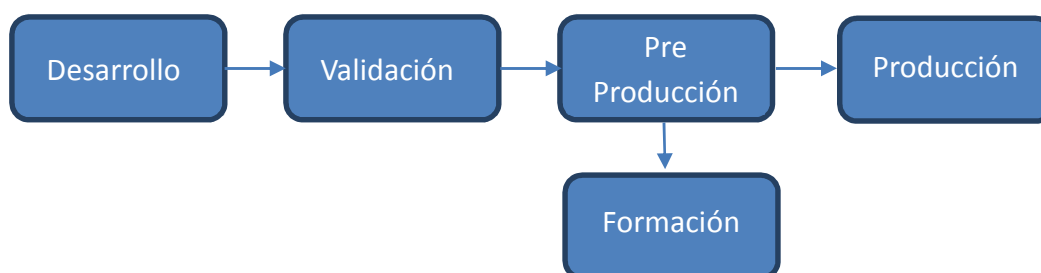 Desarrollo
Validación
Pre
Producción
Producción
Formación